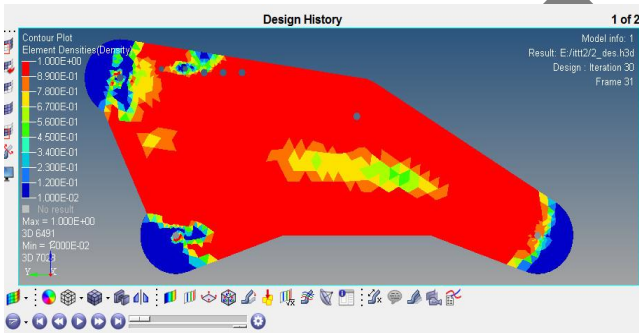 Design History
1 of 2
Contour Plot
Element Densities(Density)
1.000E+00
8.900E-01
7.800E-01
6.700E-01
5.600E-01
4.500E-01
3.400E-01
2.300E-01
1.200E-01
1.000E-02
No result
Max = 1.000E+00
3D 6491
Min = 1.000E-02
3D
Y
X
Model info: 1
Result: E:/ittt2/2_des.h3d
Design : Iteration 30
Frame 31